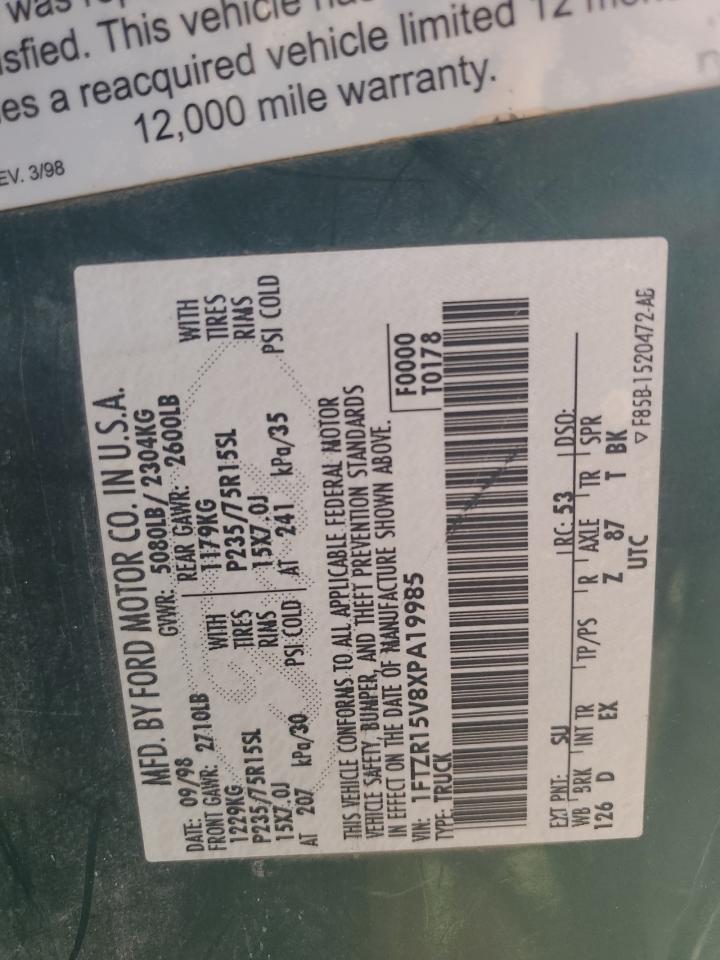 was rep
sfied. This vehicle has
es a reacquired vehicle limited 12 mon
12,000 mile warranty.
EV. 3/98
MFD. BY FORD MOTOR CO. IN U.S.A.
DATE: 09/98 GVWR: 5080LB/ 2304KG
FRONT GAWR: 2710LB REAR GAWR: 2600LB
1229KG WITH 1179KG WITH
P235/75R15SL TIRES P235/75R15SL TIRES
15X7.0J RIMS 15X7.0J RIMS
AT 207 kPa/30 PSI COLD AT 241 kPa/35 PSI COLD
THIS VEHICLE CONFORMS TO ALL APPLICABLE FEDERAL MOTOR
VEHICLE SAFETY, BUMPER, AND THEFT PREVENTION STANDARDS
IN EFFECT ON THE DATE OF MANUFACTURE SHOWN ABOVE.
VIN: 1FTZR15V8XPA19985 F0000
TYPE: TRUCK T0178
EXT PNT: SU RC: 53 DSO:
WB BRK INT TR TP/PS R AXLE TR SPR
126 D EX Z 87 T BK
UTC
▽ F85B-1520472-AB